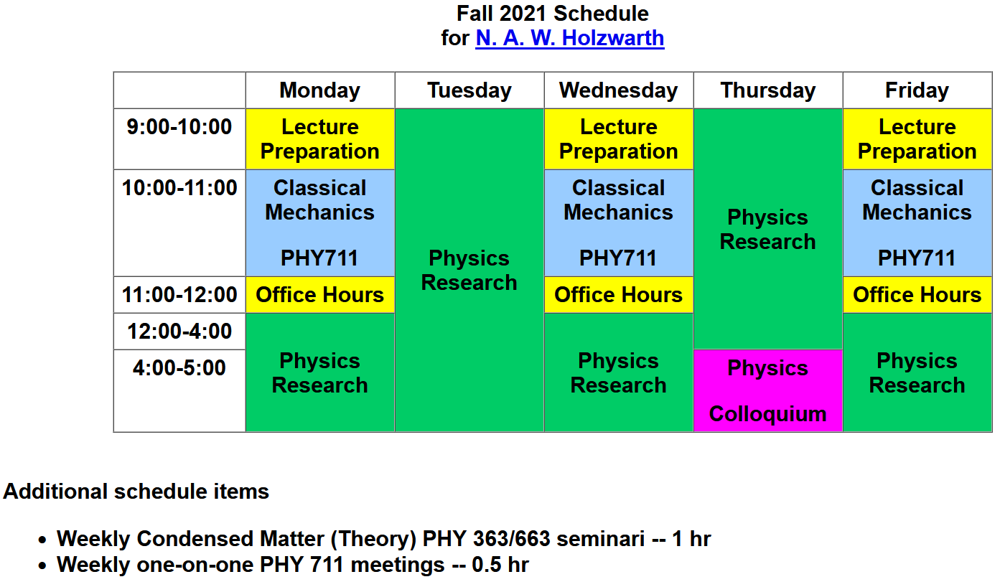 Fall 2021 Schedule
for N. A. W. Holzwarth
Monday Tuesday Wednesday Thursday Friday
9:00-10:00 Lecture Preparation Physics Research Lecture Preparation Physics Research Lecture Preparation
10:00-11:00 Classical Mechanics PHY711 Classical Mechanics PHY711 Classical Mechanics PHY711
11:00-12:00 Office Hours Office Hours Office Hours
12:00-4:00 Physics Research Physics Research Physics Research
4:00-5:00 Physics Colloquium
Additional schedule items
• Weekly Condensed Matter (Theory) PHY 363/663 seminari -- 1 hr
• Weekly one-on-one PHY 711 meetings -- 0.5 hr